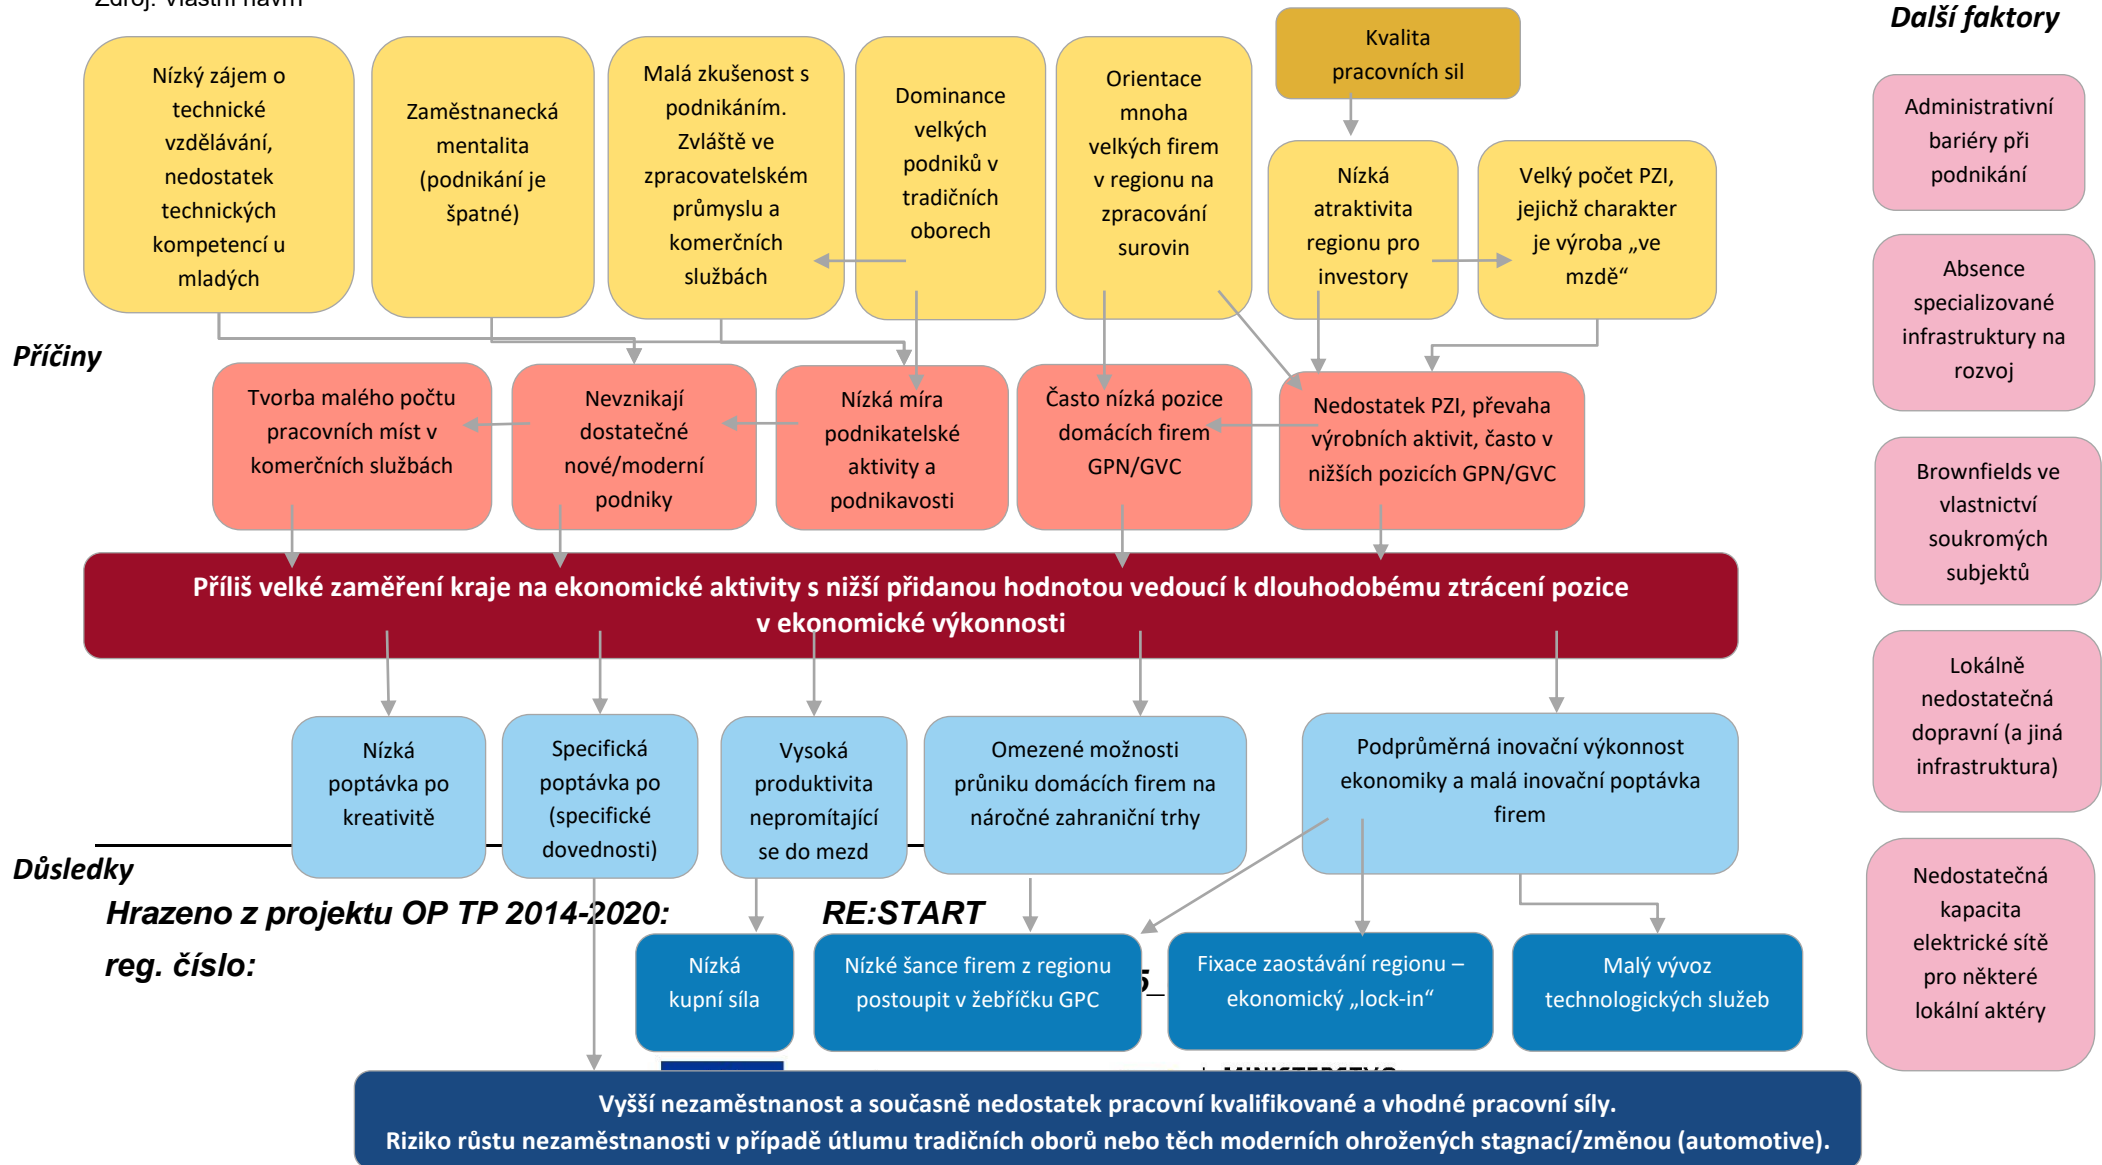 Zdroj: Vlastní návrh
Další faktory
Kvalita
pracovních sil
Nízký zájem o
technické
vzdělávání,
nedostatek
technických
kompetencí u
mladých
Zaměstnanecká
mentalita
(podnikání je
špatné)
Malá zkušenost s
podnikáním.
Zvláště ve
zpracovatelském
průmyslu a
komerčních
službách
Dominance
velkých
podniků v
tradičních
oborech
Orientace
mnoha
velkých firem
v regionu na
zpracování
surovin
Nízká
atraktivita
regionu pro
investory
Velký počet PZI,
jejichž charakter
je výroba „ve
mzdě“
Příčiny
Tvorba malého počtu
pracovních míst v
komerčních službách
Nevznikají
dostatečné
nové/moderní
podniky
Nízká míra
podnikatelské
aktivity a
podnikavosti
Často nízká pozice
domácích firem
GPN/GVC
Nedostatek PZI, převaha
výrobních aktivit, často v
nižších pozicích GPN/GVC
Příliš velké zaměření kraje na ekonomické aktivity s nižší přidanou hodnotou vedoucí k dlouhodobému ztrácení pozice
v ekonomické výkonnosti
Nízká
poptávka po
kreativitě
Specifická
poptávka po
(specifické
dovednosti)
Vysoká
produktivita
nepromítající
se do mezd
Omezené možnosti
průniku domácích firem na
náročné zahraniční trhy
Podprůměrná inovační výkonnost
ekonomiky a malá inovační poptávka
firem
Důsledky
Hrazeno z projektu OP TP 2014-2020: RE:START
reg. číslo:
Nízká
kupní síla
Nízké šance firem z regionu
postoupit v žebříčku GPC
Fixace zaostávání regionu –
ekonomický „lock-in“
Malý vývoz
technologických služeb
Vyšší nezaměstnanost a současně nedostatek pracovní kvalifikované a vhodné pracovní síly.
Riziko růstu nezaměstnanosti v případě útlumu tradičních oborů nebo těch moderních ohrožených stagnací/změnou (automotive).
Administrativní
bariéry při
podnikání
Absence
specializované
infrastruktury na
rozvoj
Brownfields ve
vlastnictví
soukromých
subjektů
Lokálně
nedostatečná
dopravní (a jiná
infrastruktura)
Nedostatečná
kapacita
elektrické sítě
pro některé
lokální aktéry